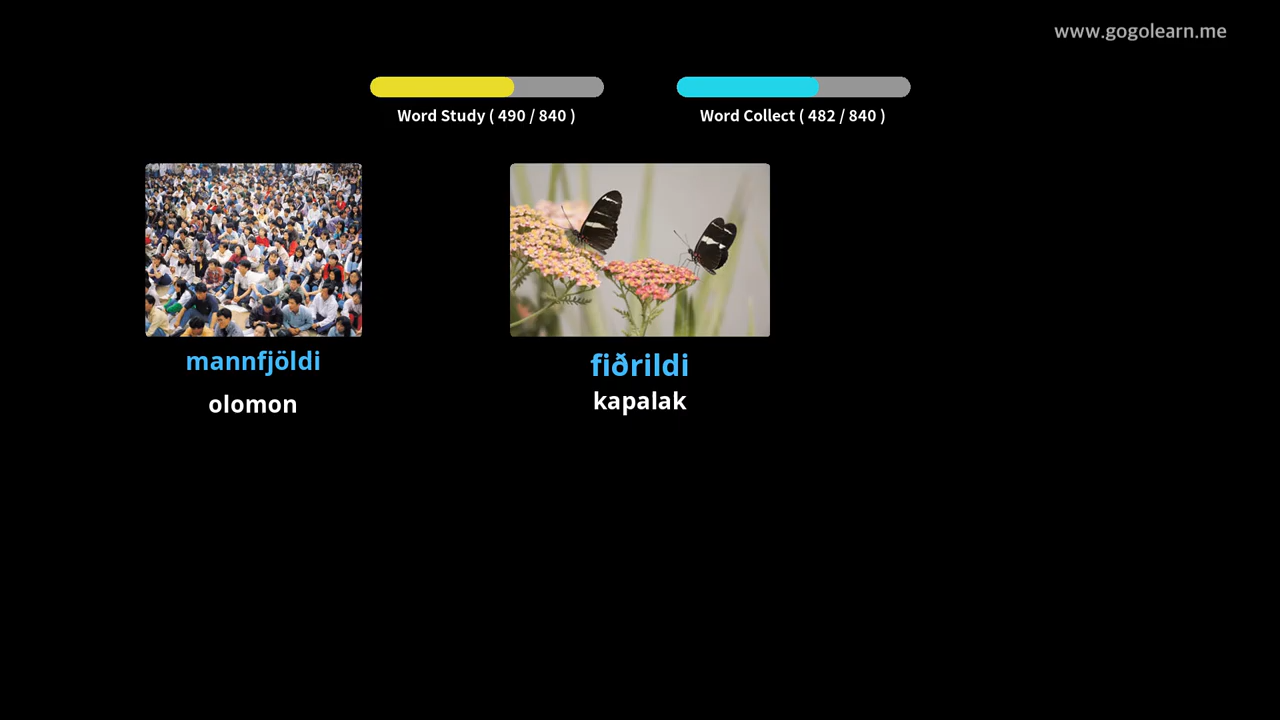 www.gogolearn.me
Word Study ( 490 / 840 )
Word Collect ( 482 / 840 )
mannfjöldi
olomon
fiðrildi
kapalak